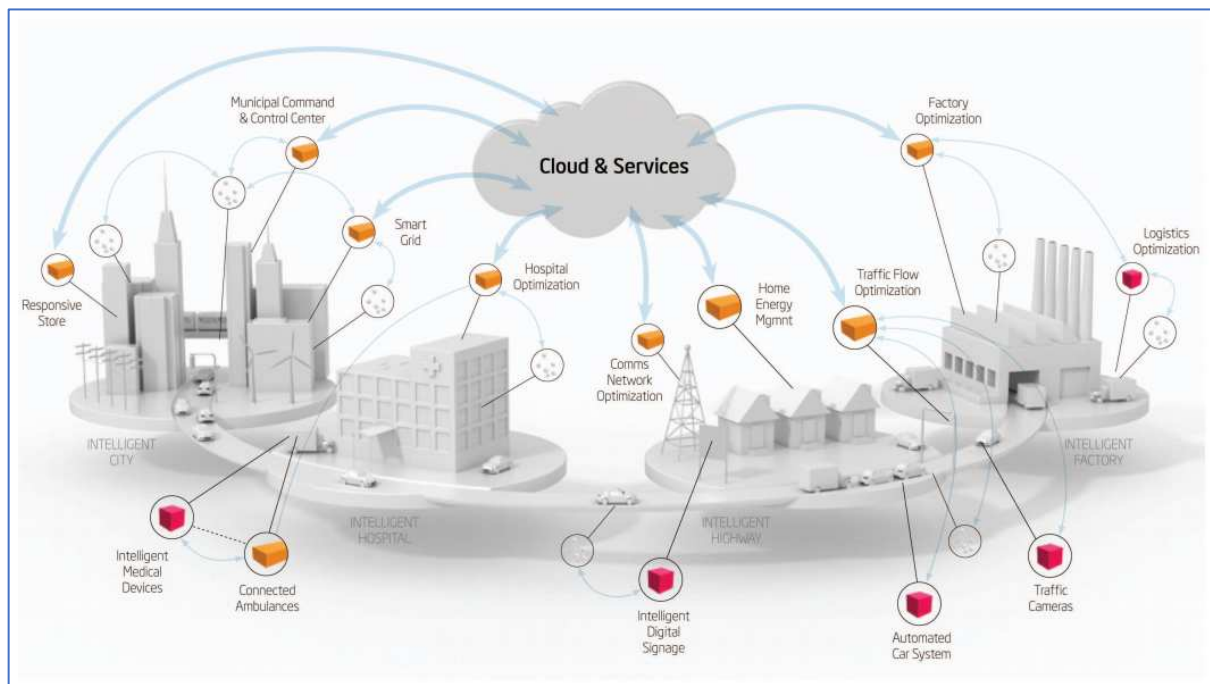 Municipal Command
& Control Center
Factory
Optimization
Cloud & Services
Smart
Grid
Hospital
Optimization
Logistics
Optimization
Responsive
Store
Home
Energy
Mgmnt
Traffic Flow
Optimization
Comms
Network
Optimization
INTELLIGENT
CITY
INTELLIGENT
FACTORY
INTELLIGENT
HOSPITAL
INTELLIGENT
HIGHWAY
Intelligent
Medical
Devices
Connected
Ambulances
Intelligent
Digital
Signage
Automated
Car System
Traffic
Cameras